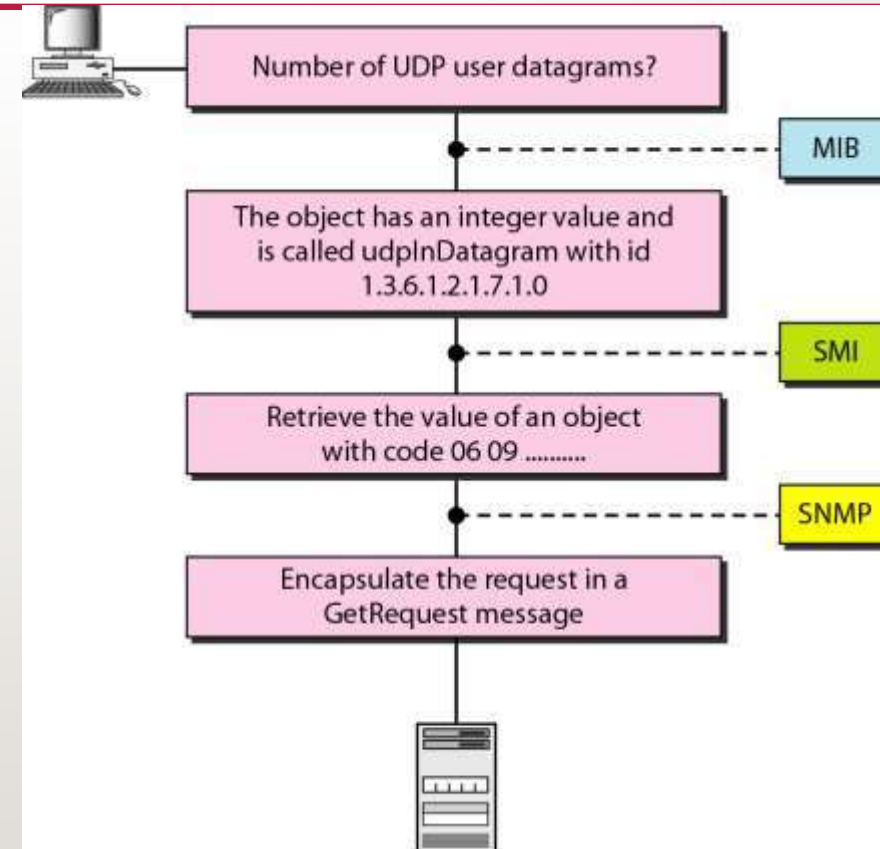 Number of UDP user datagrams?
MIB
The object has an integer value and
is called udpInDatagram with id
1.3.6.1.2.1.7.1.0
SMI
Retrieve the value of an object
with code 06 09 ..........
SNMP
Encapsulate the request in a
GetRequest message